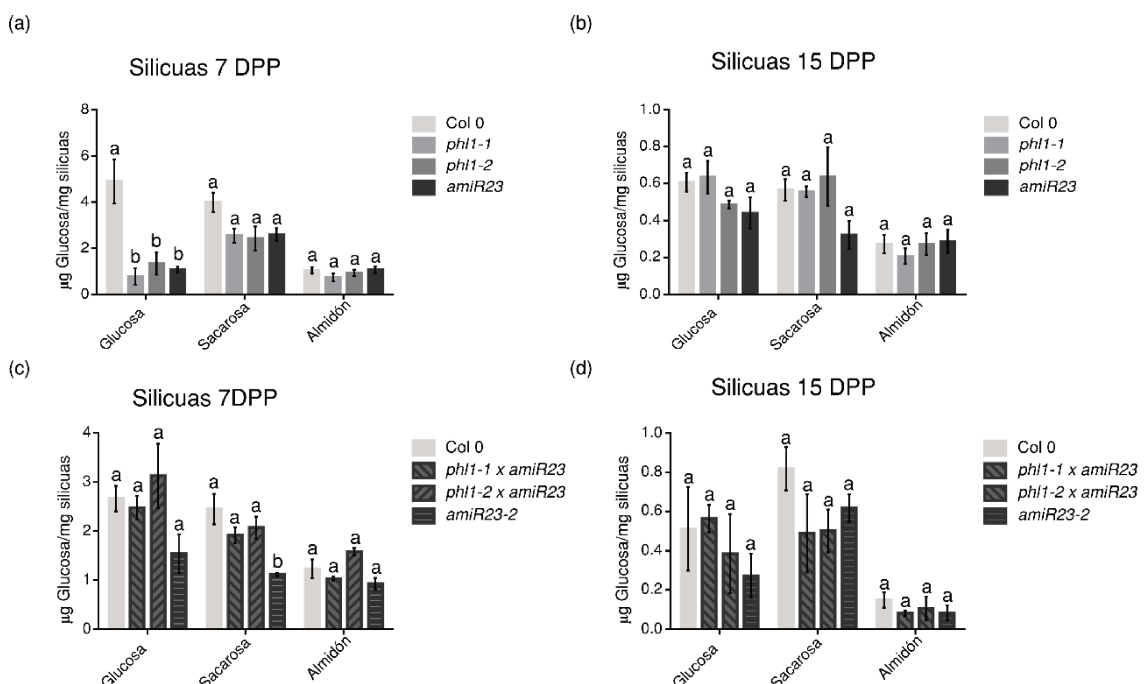 (a)
Silicuas 7 DPP
µg Glucosa/mg silicuas
8
6
4
2
0
a
b
b
b
a
a
a
a
a
a
a
a
Glucosa
Sacarosa
Almidón
Col 0
phl1-1
phl1-2
amiR23
(b)
Silicuas 15 DPP
µg Glucosa/mg silicuas
1.0
0.8
0.6
0.4
0.2
0.0
a
a
a
a
a
a
a
a
a
a
a
a
Glucosa
Sacarosa
Almidón
Col 0
phl1-1
phl1-2
amiR23
(c)
Silicuas 7DPP
µg Glucosa/mg silicuas
4
3
2
1
0
a
a
a
a
a
a
a
b
a
a
a
a
Glucosa
Sacarosa
Almidón
Col 0
phl1-1 x amiR23
phl1-2 x amiR23
amiR23-2
(d)
Silicuas 15 DPP
µg Glucosa/mg silicuas
1.0
0.8
0.6
0.4
0.2
0.0
a
a
a
a
a
a
a
a
a
a
a
a
Glucosa
Sacarosa
Almidón
Col 0
phl1-1 x amiR23
phl1-2 x amiR23
amiR23-2